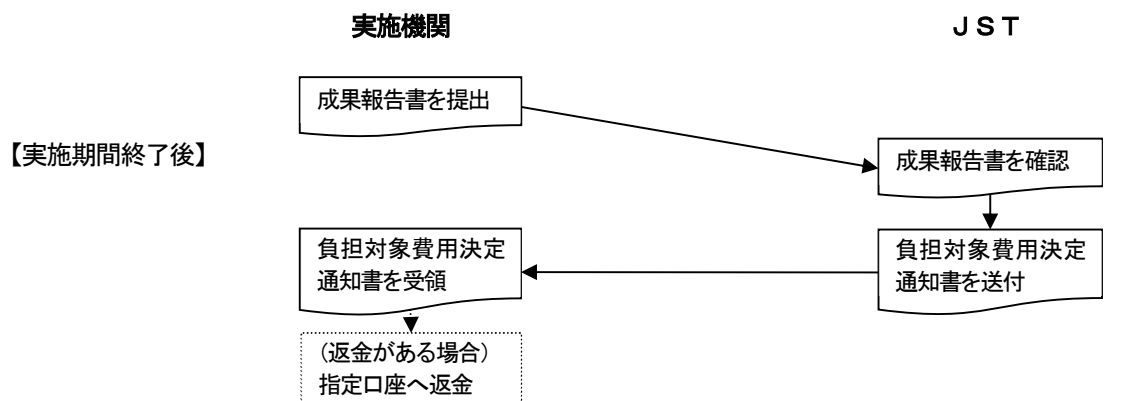 実施機関
ＪＳＴ
成果報告書を提出
【実施期間終了後】
成果報告書を確認
負担対象費用決定
通知書を受領
負担対象費用決定
通知書を送付
（返金がある場合）
指定口座へ返金